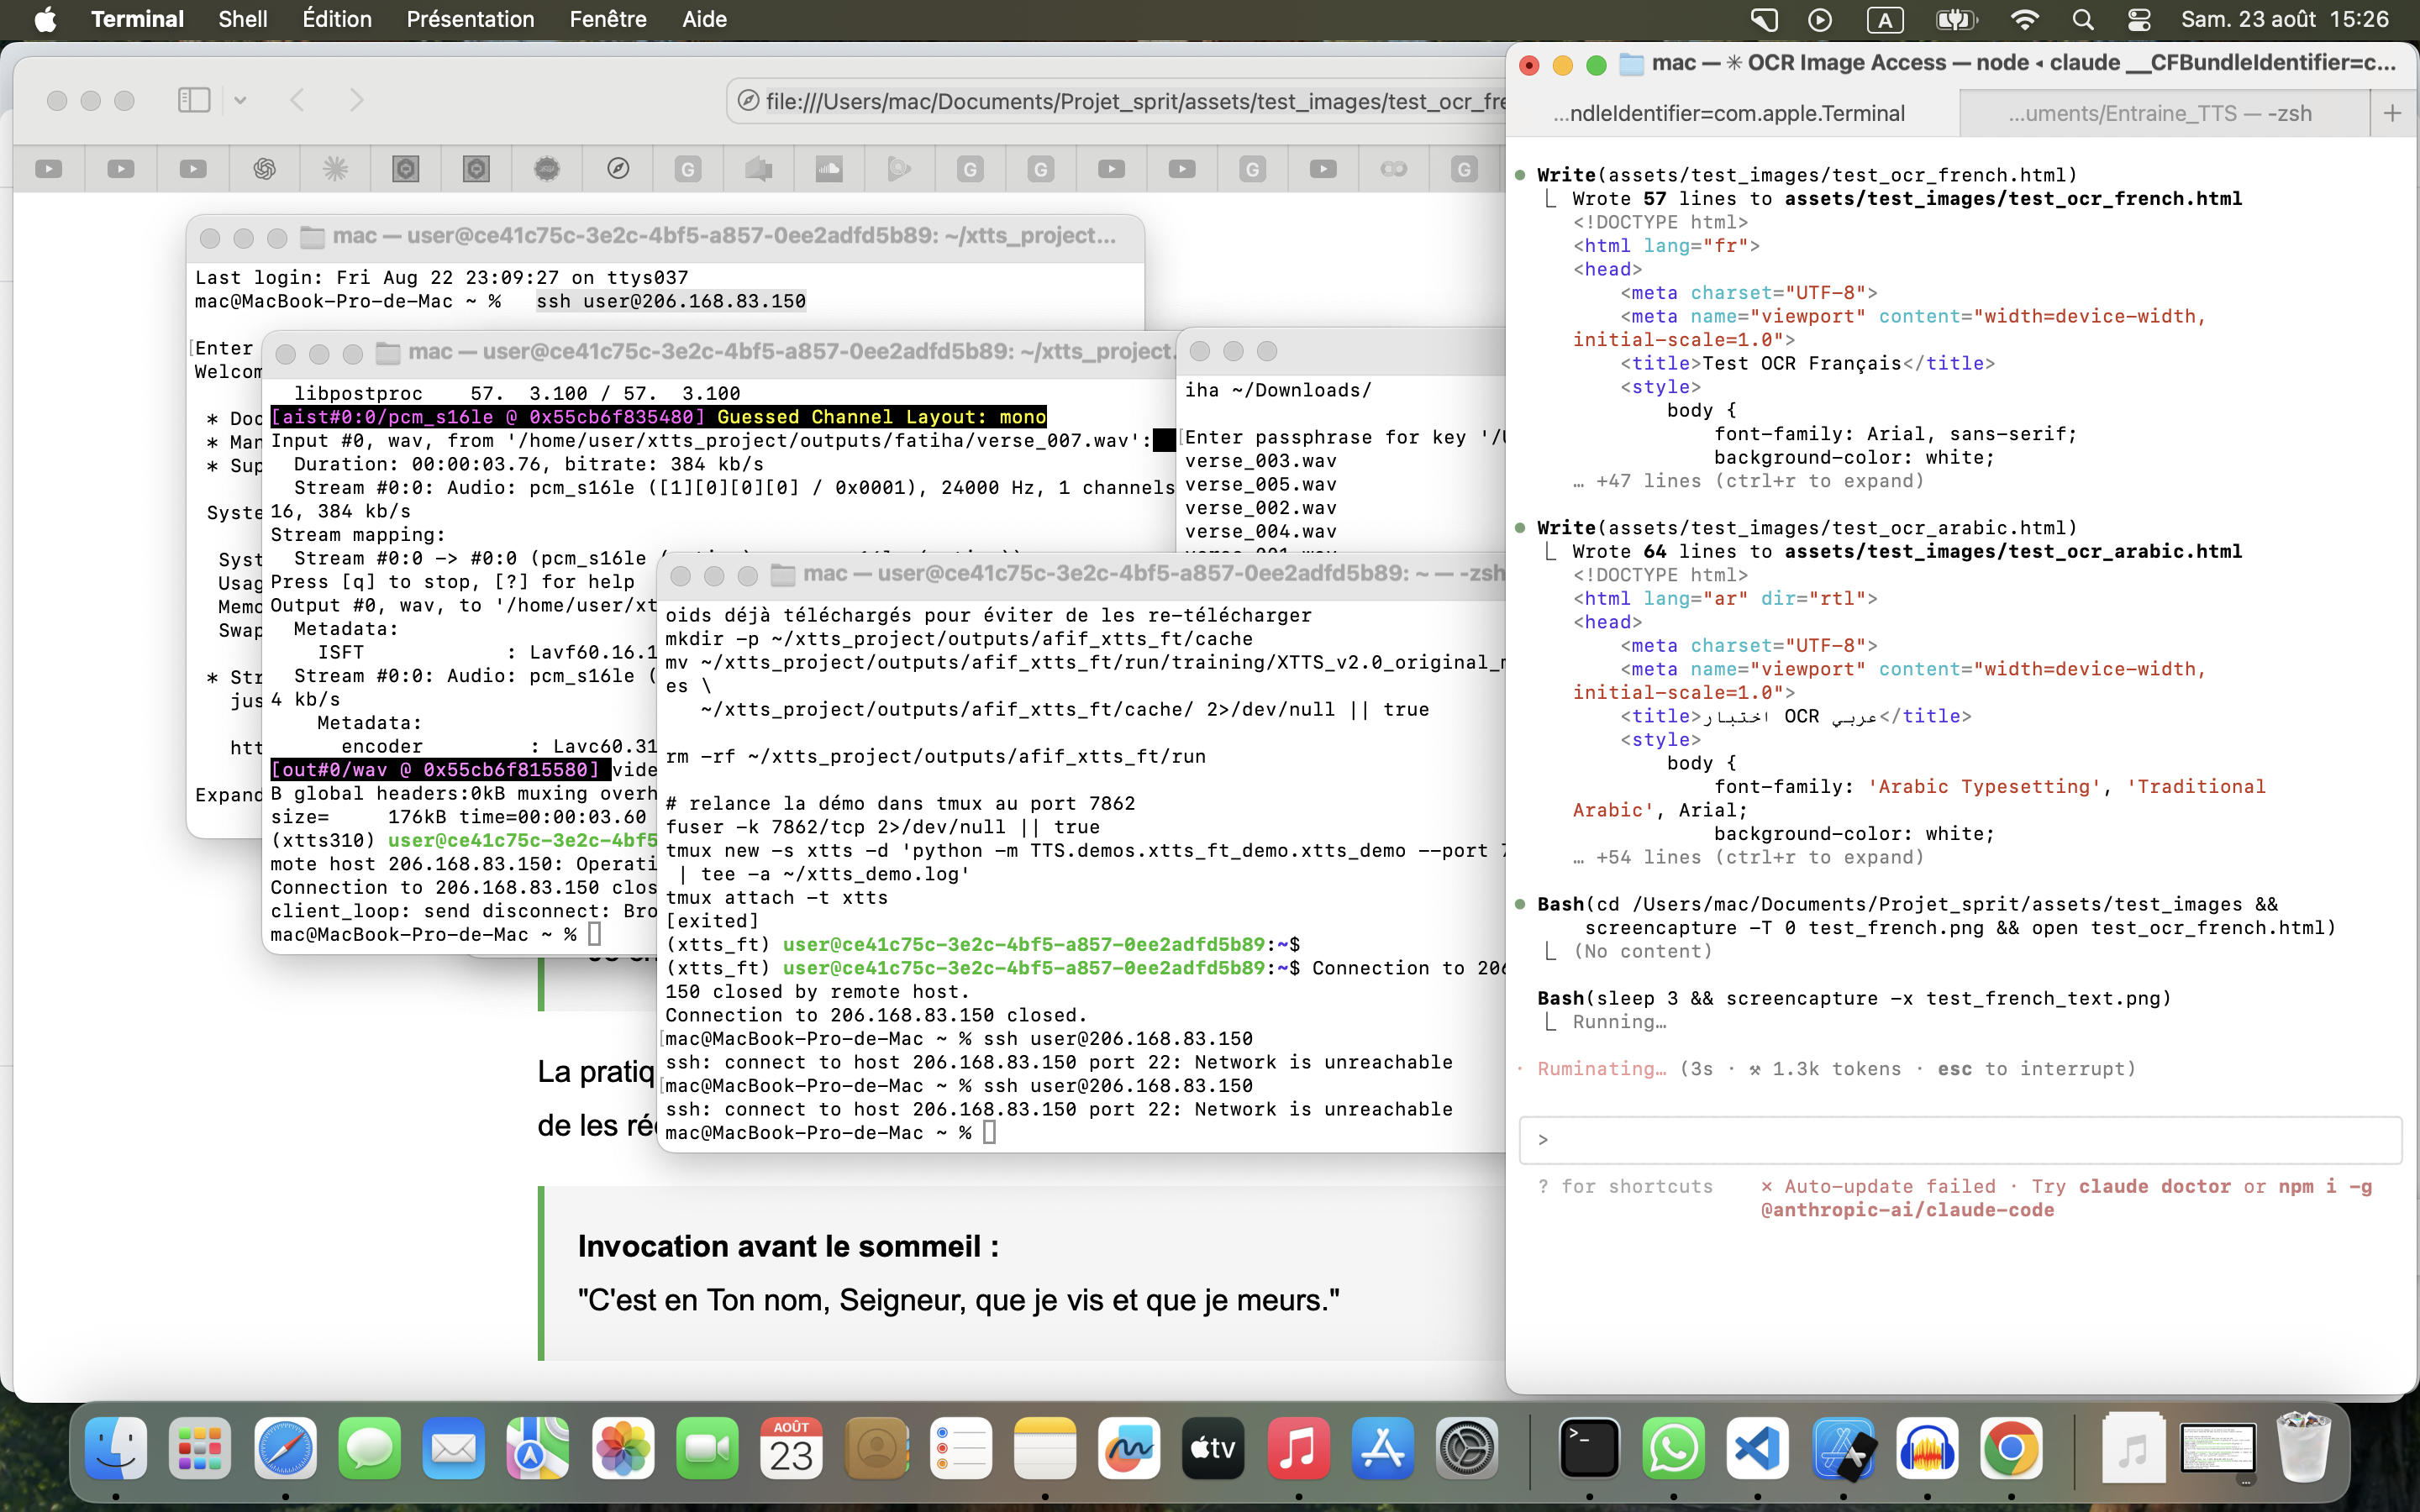 Terminal Shell Édition Présentation Fenêtre Aide
A
Sam. 23 août 15:26
file:///Users/mac/Documents/Projet_sprit/assets/test_images/test_ocr_fre
mac — user@ce41c75c-3e2c-4bf5-a857-0ee2adfd5b89: ~/xtts_project...
Last login: Fri Aug 22 23:09:27 on ttys037
mac@MacBook-Pro-de-Mac ~ % ssh user@206.168.83.150
[Enter
Welcom
* Doc
* Man
* Sup
Syste
Syst
Usag
Memo
Swap
* Str
jus
htt
Expand
mac — user@ce41c75c-3e2c-4bf5-a857-0ee2adfd5b89: ~/xtts_project.
libpostproc 57. 3.100 / 57. 3.100
[aist#0:0/pcm_s16le @ 0x55cb6f835480] Guessed Channel Layout: mono
Input #0, wav, from '/home/user/xtts_project/outputs/fatiha/verse_007.wav':
Duration: 00:00:03.76, bitrate: 384 kb/s
Stream #0:0: Audio: pcm_s16le ([1][0][0][0] / 0x0001), 24000 Hz, 1 channels
16, 384 kb/s
Stream mapping:
Stream #0:0 -> #0:0 (pcm_s16le
Press [q] to stop, [?] for help
Output #0, wav, to '/home/user/xt
Metadata:
ISFT : Lavf60.16.1
Stream #0:0: Audio: pcm_s16le (
4 kb/s
Metadata:
encoder : Lavc60.31
[out#0/wav @ 0x55cb6f815580] vide
B global headers:0kB muxing overh
size= 176kB time=00:00:03.60
(xtts310) user@ce41c75c-3e2c-4bf5
mote host 206.168.83.150: Operati
Connection to 206.168.83.150 clos
client_loop: send disconnect: Bro
mac@MacBook-Pro-de-Mac ~ %
iha ~/Downloads/
[Enter passphrase for key '/U
verse_003.wav
verse_005.wav
verse_002.wav
verse_004.wav
mac — user@ce41c75c-3e2c-4bf5-a857-0ee2adfd5b89: ~ — -zsh
oids déjà téléchargés pour éviter de les re-télécharger
mkdir -p ~/xtts_project/outputs/afif_xtts_ft/cache
mv ~/xtts_project/outputs/afif_xtts_ft/run/training/XTTS_v2.0_original_m
es \
~/xtts_project/outputs/afif_xtts_ft/cache/ 2>/dev/null || true
rm -rf ~/xtts_project/outputs/afif_xtts_ft/run
# relance la démo dans tmux au port 7862
fuser -k 7862/tcp 2>/dev/null || true
tmux new -s xtts -d 'python -m TTS.demos.xtts_ft_demo.xtts_demo --port 7
| tee -a ~/xtts_demo.log'
tmux attach -t xtts
[exited]
(xtts_ft) user@ce41c75c-3e2c-4bf5-a857-0ee2adfd5b89:~$
(xtts_ft) user@ce41c75c-3e2c-4bf5-a857-0ee2adfd5b89:~$ Connection to 206
150 closed by remote host.
Connection to 206.168.83.150 closed.
[mac@MacBook-Pro-de-Mac ~ % ssh user@206.168.83.150
ssh: connect to host 206.168.83.150 port 22: Network is unreachable
[mac@MacBook-Pro-de-Mac ~ % ssh user@206.168.83.150
ssh: connect to host 206.168.83.150 port 22: Network is unreachable
mac@MacBook-Pro-de-Mac ~ %
La pratiq
de les réc
Invocation avant le sommeil :
"C'est en Ton nom, Seigneur, que je vis et que je meurs."
mac — ✳ OCR Image Access — node ◂ claude __CFBundleIdentifier=c...
...ndleIdentifier=com.apple.Terminal
...uments/Entraine_TTS — -zsh
Write(assets/test_images/test_ocr_french.html)
Wrote 57 lines to assets/test_images/test_ocr_french.html
<!DOCTYPE html>
<html lang="fr">
<head>
<meta charset="UTF-8">
<meta name="viewport" content="width=device-width,
initial-scale=1.0">
<title>Test OCR Français</title>
<style>
body {
font-family: Arial, sans-serif;
background-color: white;
… +47 lines (ctrl+r to expand)
Write(assets/test_images/test_ocr_arabic.html)
Wrote 64 lines to assets/test_images/test_ocr_arabic.html
<!DOCTYPE html>
<html lang="ar" dir="rtl">
<head>
<meta charset="UTF-8">
<meta name="viewport" content="width=device-width,
initial-scale=1.0">
<title>اختبار OCR عربي</title>
<style>
body {
font-family: 'Arabic Typesetting', 'Traditional
Arabic', Arial;
background-color: white;
… +54 lines (ctrl+r to expand)
Bash(cd /Users/mac/Documents/Projet_sprit/assets/test_images &&
screencapture -T 0 test_french.png && open test_ocr_french.html)
(No content)
Bash(sleep 3 && screencapture -x test_french_text.png)
Running…
· Ruminating… (3s · ⚒ 1.3k tokens · esc to interrupt)
>
? for shortcuts
× Auto-update failed · Try claude doctor or npm i -g
@anthropic-ai/claude-code
AOÛT
23
tv